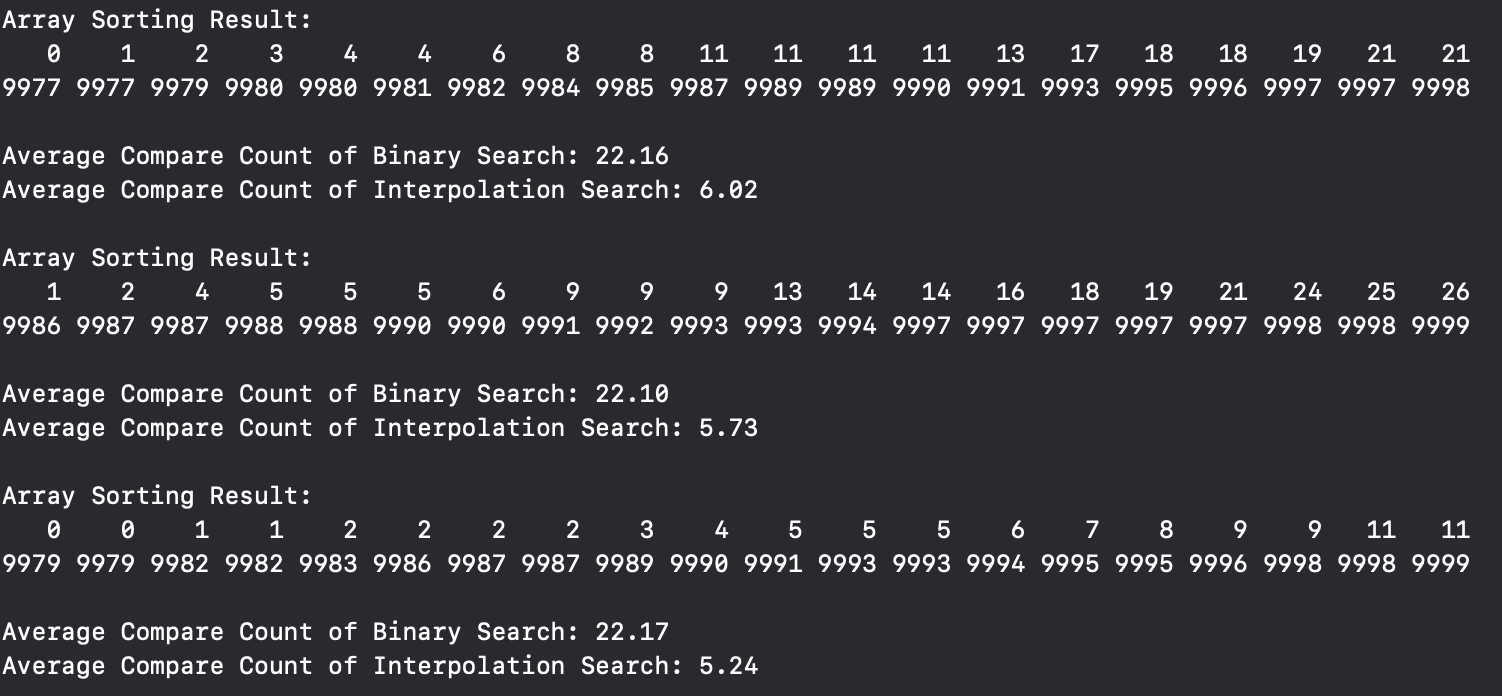 Array Sorting Result:
0 1 2 3 4 4 6 8 8 11 11 11 11 13 17 18 18 19 21 21
9977 9977 9979 9980 9980 9981 9982 9984 9985 9987 9989 9989 9990 9991 9993 9995 9996 9997 9997 9998
Average Compare Count of Binary Search: 22.16
Average Compare Count of Interpolation Search: 6.02
Array Sorting Result:
1 2 4 5 5 5 6 9 9 9 13 14 14 16 18 19 21 24 25 26
9986 9987 9987 9988 9988 9990 9990 9991 9992 9993 9993 9994 9997 9997 9997 9997 9997 9998 9998 9999
Average Compare Count of Binary Search: 22.10
Average Compare Count of Interpolation Search: 5.73
Array Sorting Result:
0 0 1 1 2 2 2 2 3 4 5 5 5 6 7 8 9 9 11 11
9979 9979 9982 9982 9983 9986 9987 9987 9989 9990 9991 9993 9993 9994 9995 9995 9996 9998 9998 9999
Average Compare Count of Binary Search: 22.17
Average Compare Count of Interpolation Search: 5.24